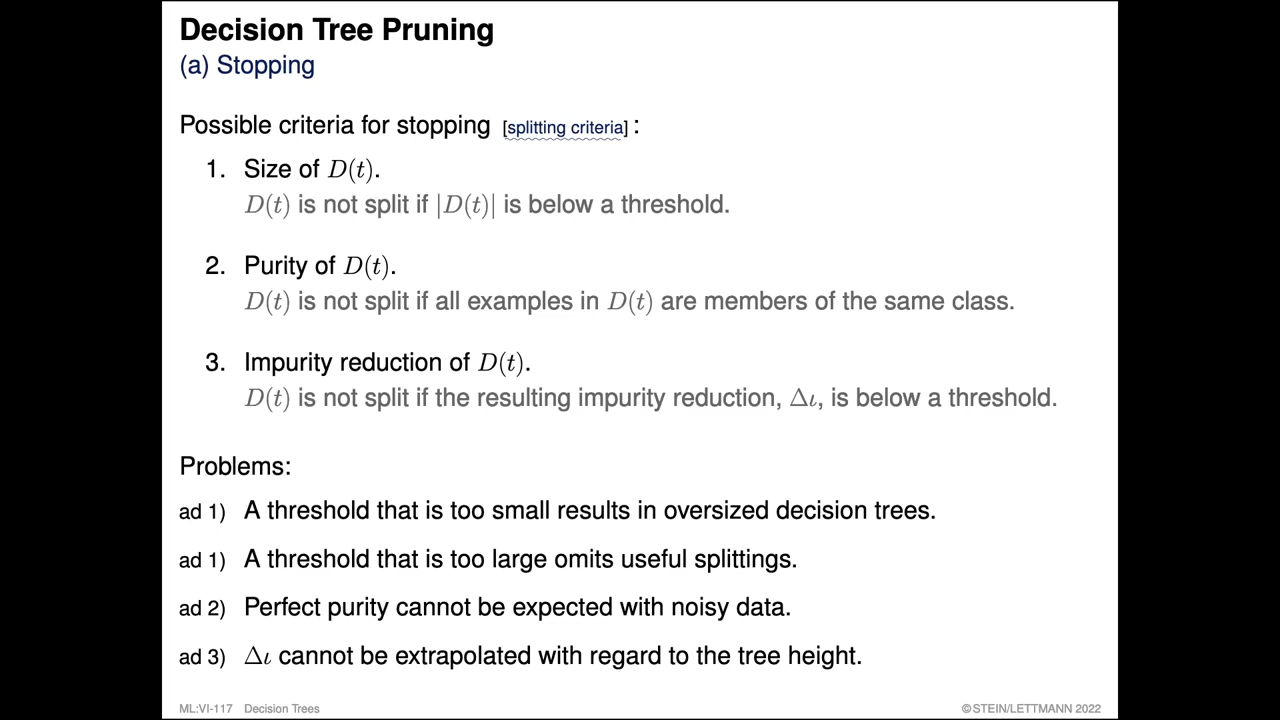 Decision Tree Pruning
(a) Stopping
Possible criteria for stopping [splitting criteria] :
1. Size of D(t).
D(t) is not split if |D(t)| is below a threshold.
2. Purity of D(t).
D(t) is not split if all examples in D(t) are members of the same class.
3. Impurity reduction of D(t).
D(t) is not split if the resulting impurity reduction, Δι, is below a threshold.
Problems:
ad 1) A threshold that is too small results in oversized decision trees.
ad 1) A threshold that is too large omits useful splittings.
ad 2) Perfect purity cannot be expected with noisy data.
ad 3) Δι cannot be extrapolated with regard to the tree height.
ML:VI-117 Decision Trees ©STEIN/LETTMANN 2022